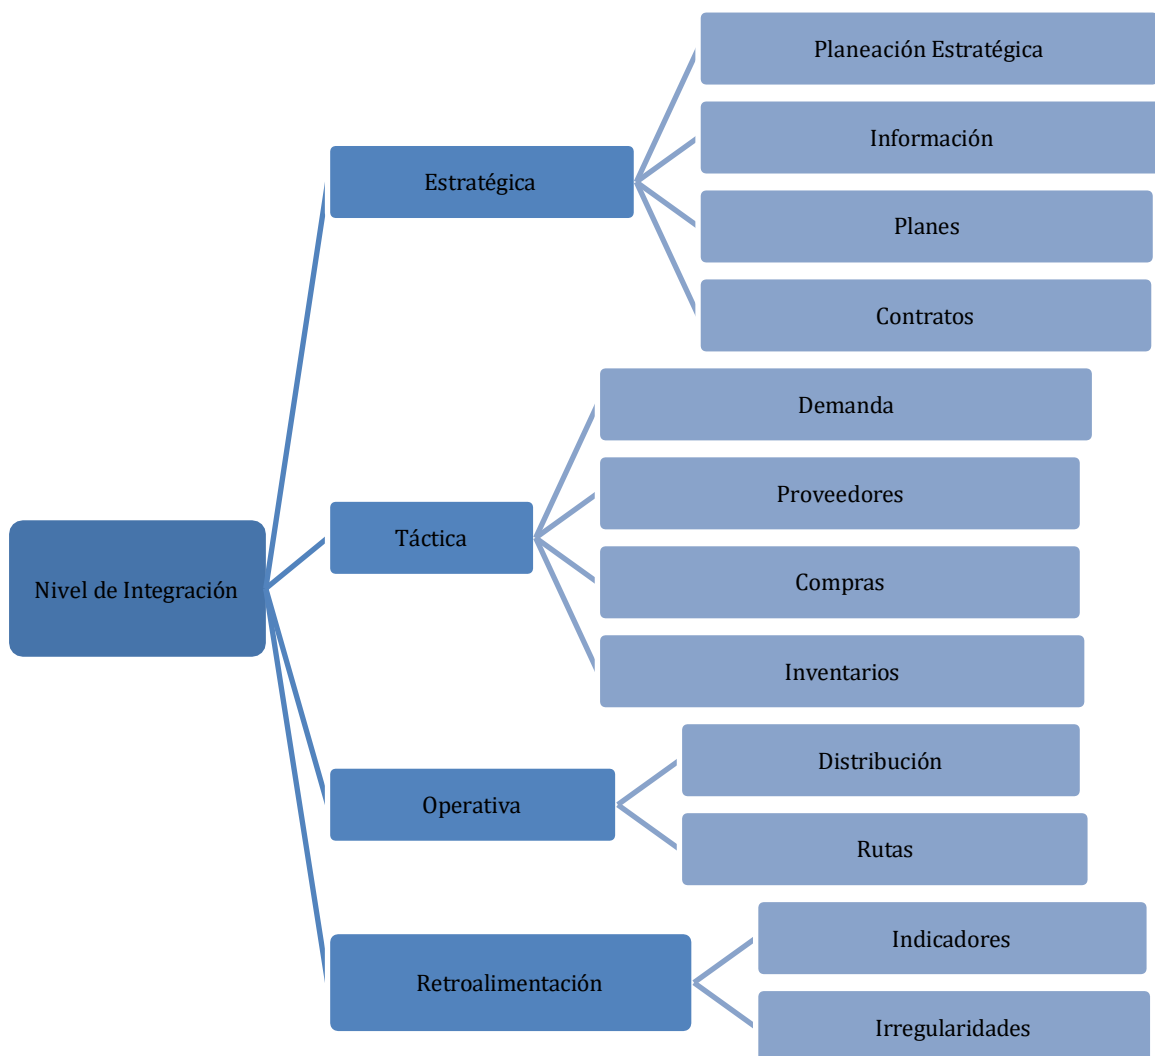 Nivel de Integración
Estratégica
Planeación Estratégica
Información
Planes
Contratos
Táctica
Demanda
Proveedores
Compras
Inventarios
Operativa
Distribución
Rutas
Retroalimentación
Indicadores
Irregularidades